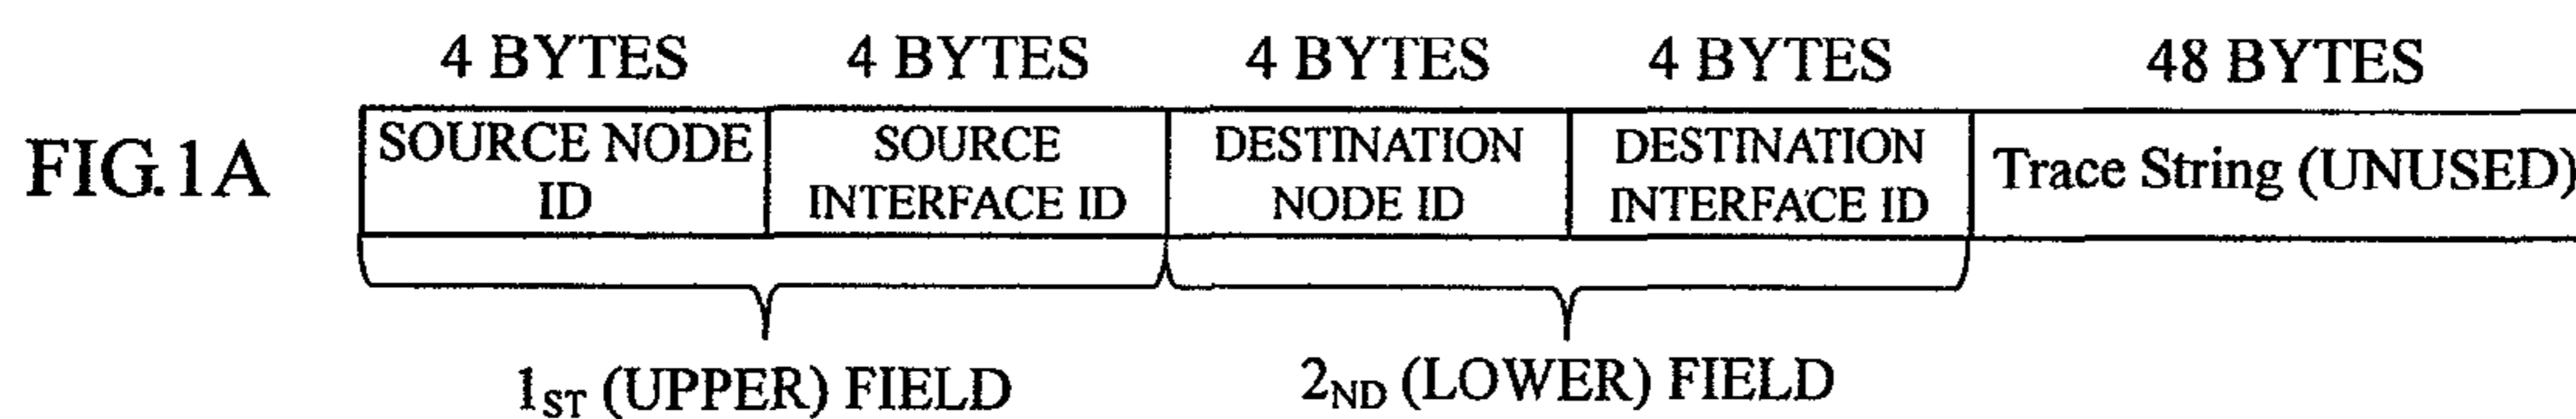 4 BYTES 4 BYTES 4 BYTES 4 BYTES 48 BYTES
FIG.1A
SOURCE NODE
ID
SOURCE
INTERFACE ID
DESTINATION
NODE ID
DESTINATION
INTERFACE ID
Trace String (UNUSED)
1ST (UPPER) FIELD
2ND (LOWER) FIELD